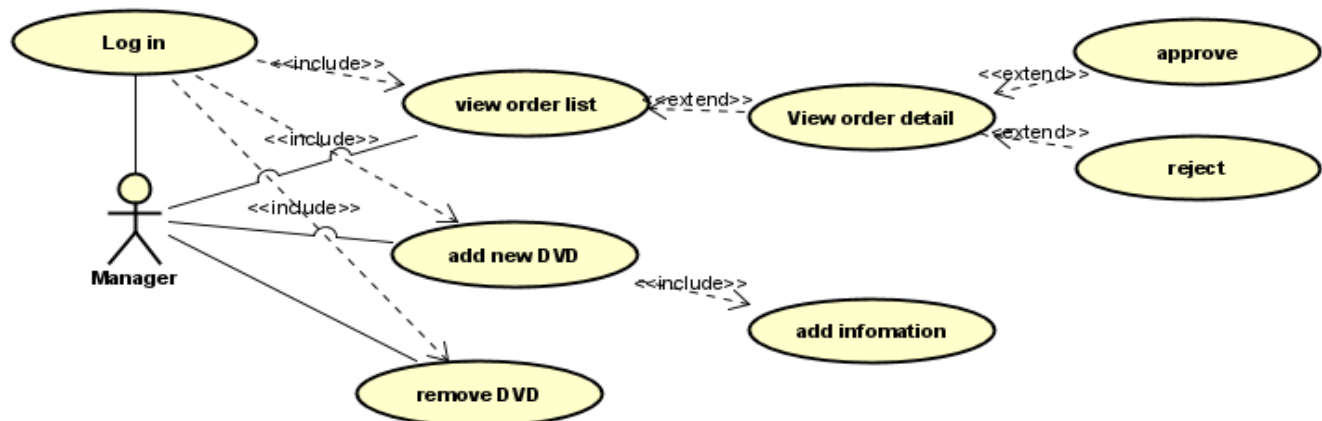 Log in
<<include>>
approve
<<extend>>
view order list
<<extend>>
View order detail
<<include>>
<<extend>>
reject
<<include>>
Manager
add new DVD
<<include>>
add infomation
remove DVD